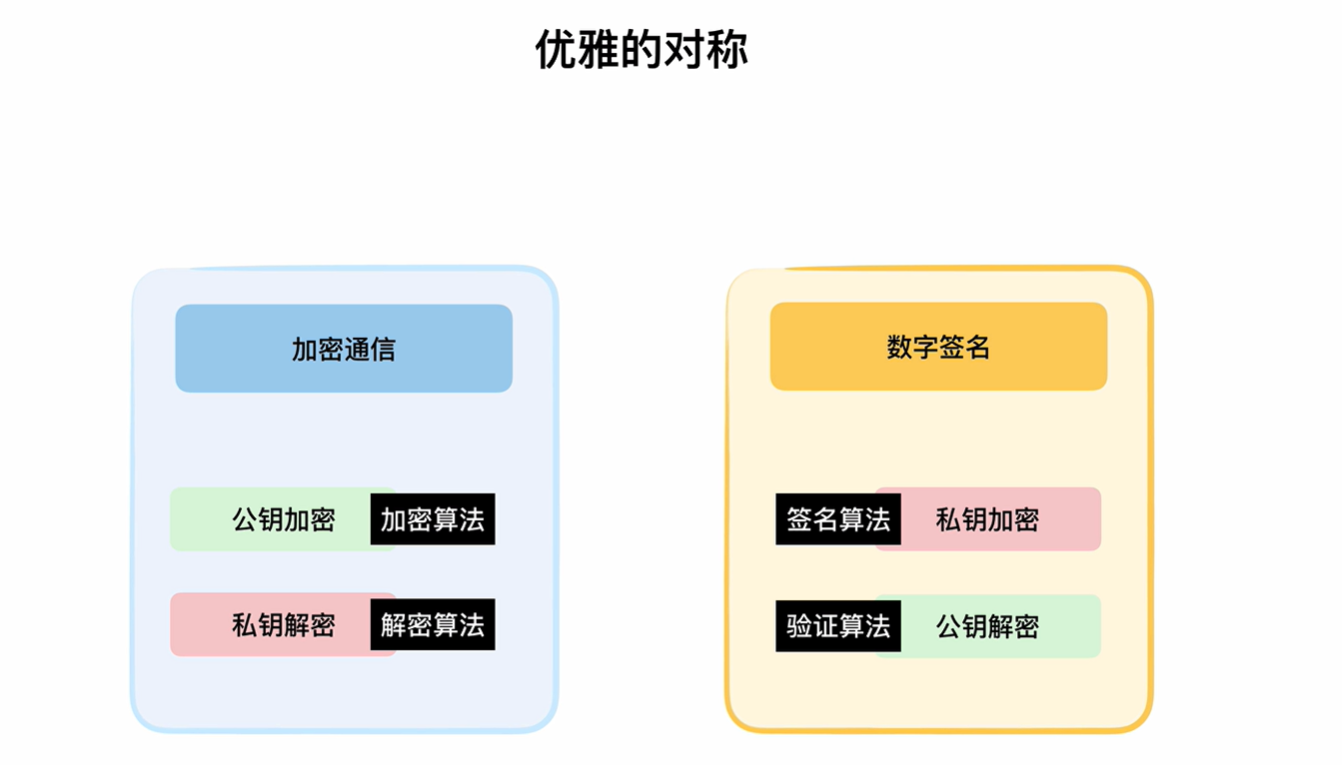 优雅的对称
加密通信
公钥加密 加密算法
私钥解密 解密算法
数字签名
签名算法 私钥加密
验证算法 公钥解密